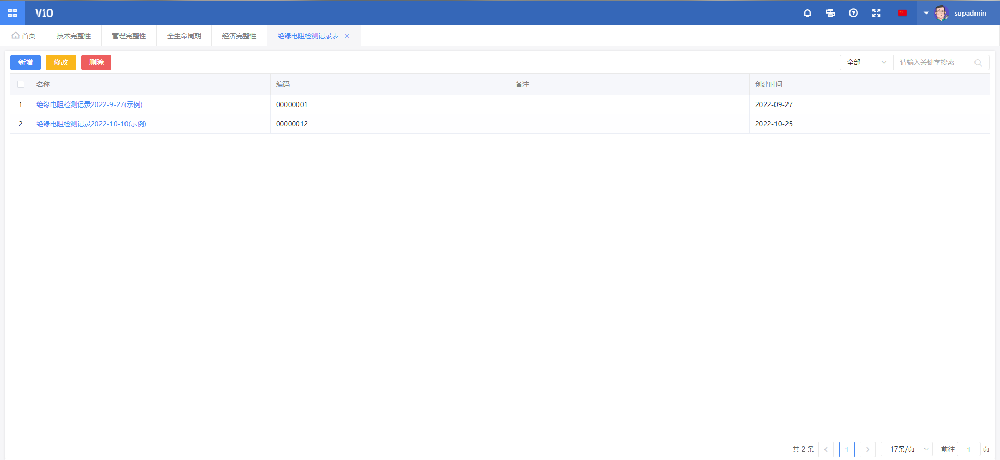 V10
supadmin
首页 技术完整性 管理完整性 全生命周期 经济完整性 绝缘电阻检测记录表
新增 修改 删除 全部 请输入关键字搜索
名称 编码 备注 创建时间
1 绝缘电阻检测记录2022-9-27(示例) 00000001 2022-09-27
2 绝缘电阻检测记录2022-10-10(示例) 00000012 2022-10-25
共 2 条 1 17条/页 前往 1 页